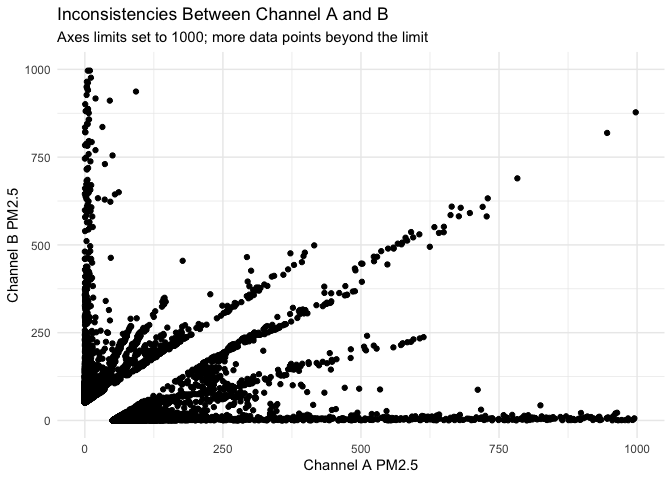 Inconsistencies Between Channel A and B
Axes limits set to 1000; more data points beyond the limit
1000
750
500
250
0
Channel B PM2.5
0
250
500
750
1000
Channel A PM2.5